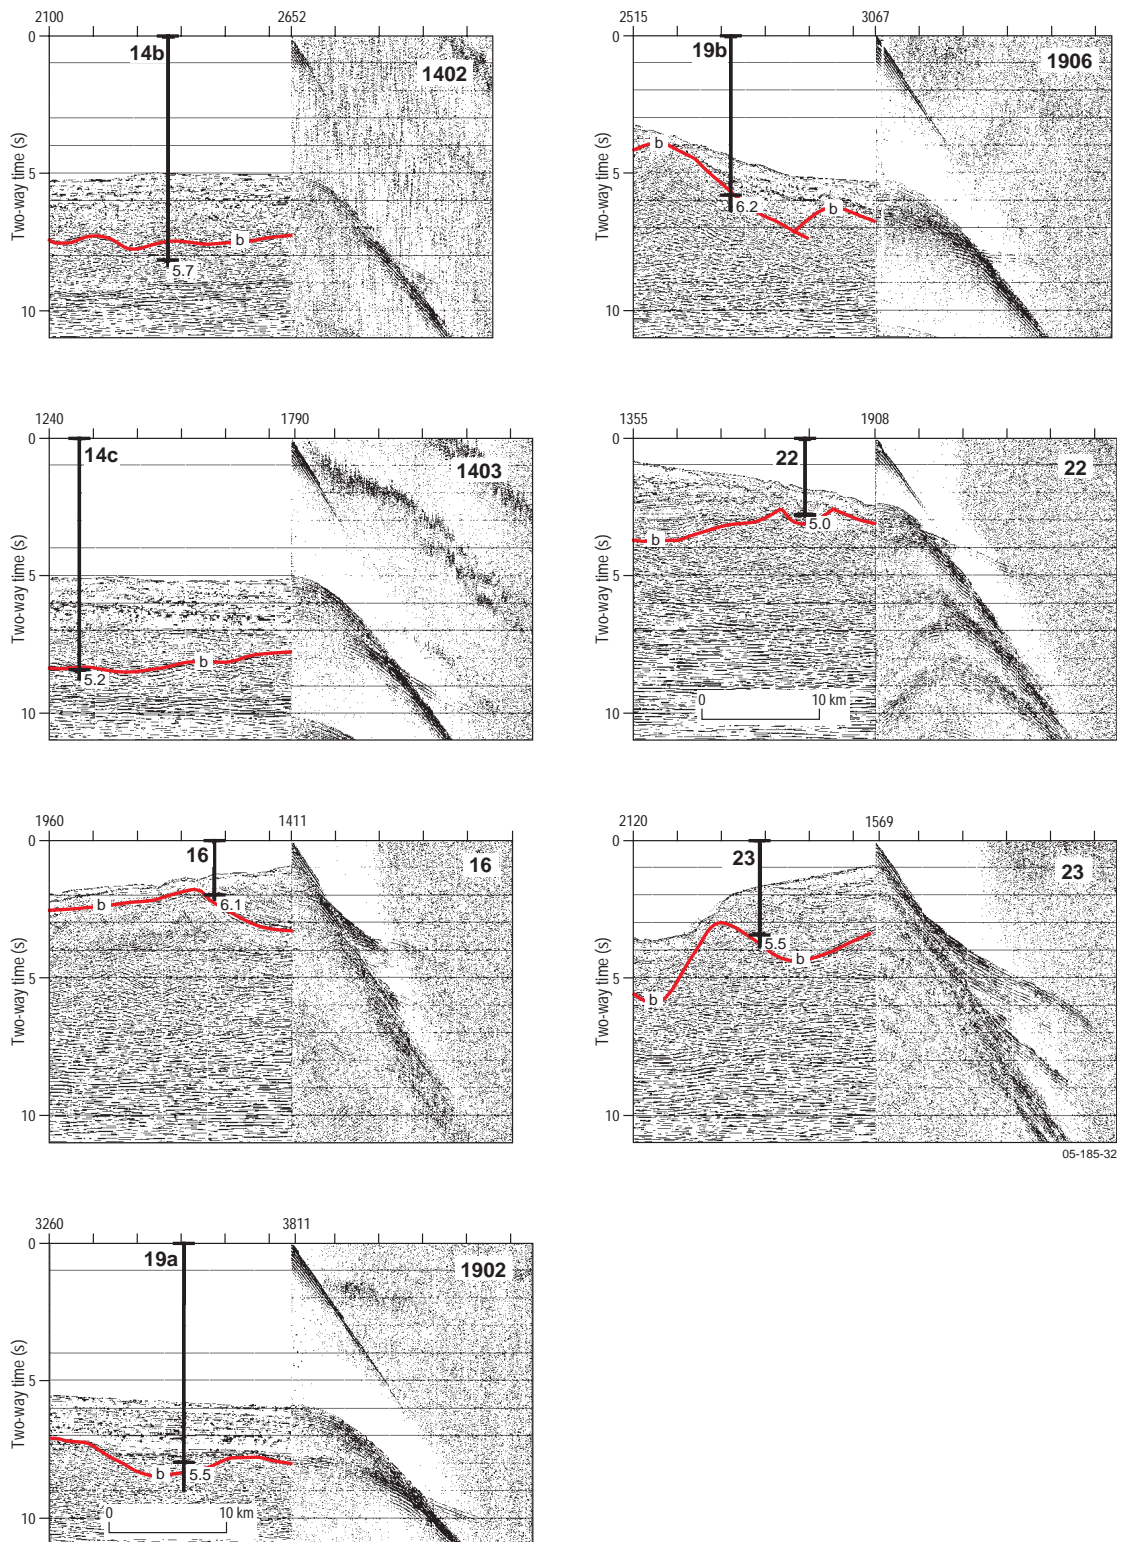 2100 2652
0
14b
1402
b
5.7
5
10
Two-way time (s)
2515 3067
0
19b
1906
b
6.2
b
5
10
Two-way time (s)
1240 1790
0
14c
1403
b
5.2
5
10
Two-way time (s)
1355 1908
0
22
22
b
5.0
5
0 10 km
10
Two-way time (s)
1960 1411
0
16
16
b
6.1
5
10
Two-way time (s)
2120 1569
0
23
23
5.5
b
b
5
10
Two-way time (s)
05-185-32
3260 3811
0
19a
1902
5
b
5.5
0 10 km
10
Two-way time (s)